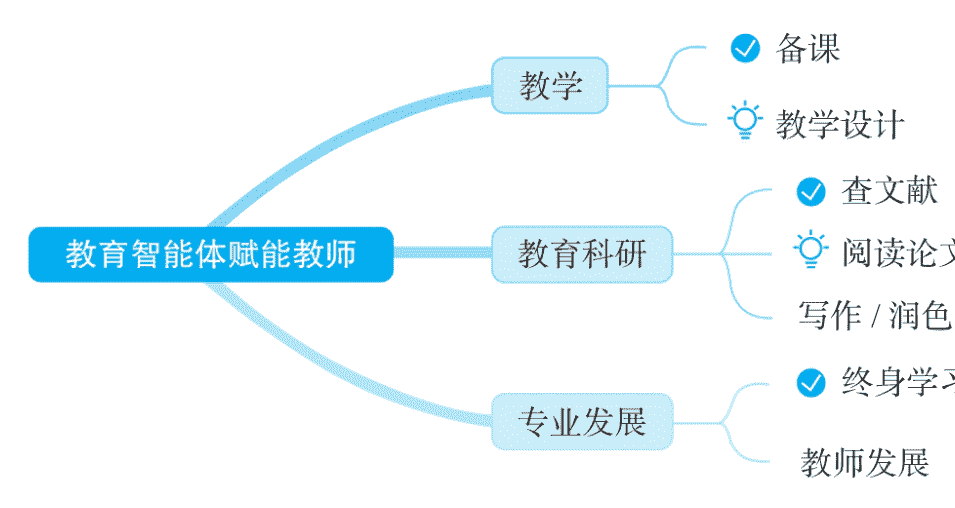 教育智能体赋能教师
教学
备课
教学设计
教育科研
查文献
阅读论文
写作 / 润色
专业发展
终身学习
教师发展